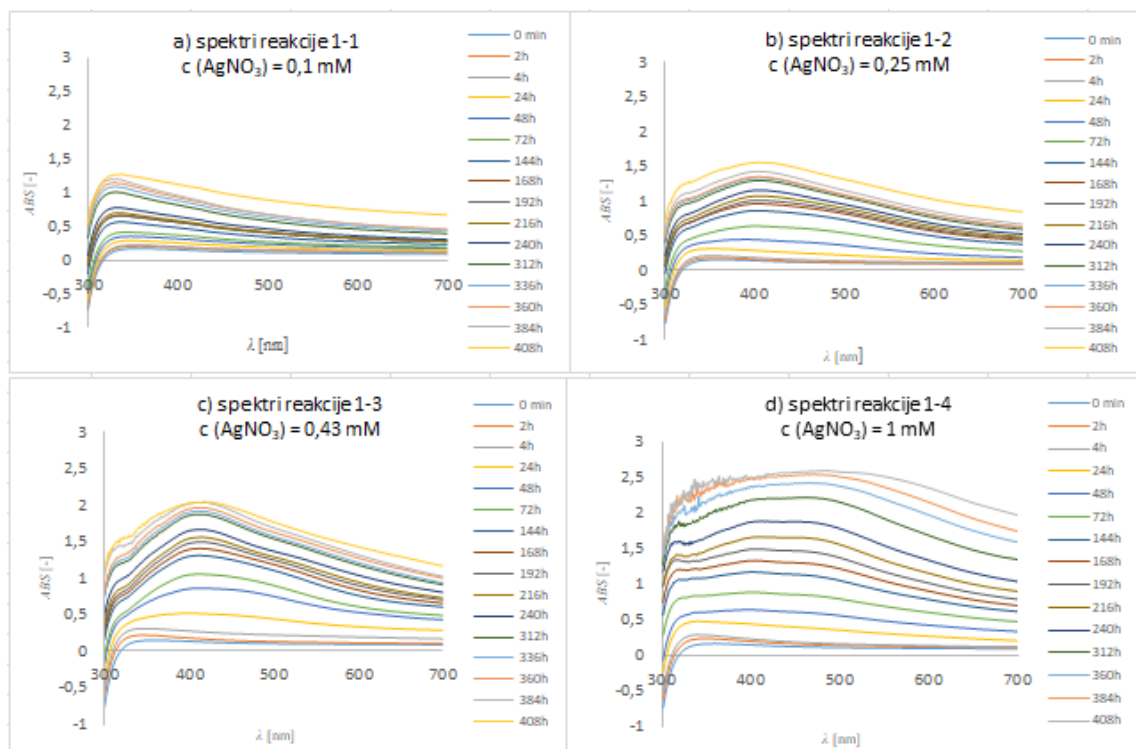 a) spektri reakcije 1-1
c (AgNO₃) = 0,1 mM
ABS [-]
3
2,5
2
1,5
1
0,5
0
-0,5
-1
300 400 500 600 700
λ [nm]
0 min
2h
4h
24h
48h
72h
144h
168h
192h
216h
240h
312h
336h
360h
384h
408h
b) spektri reakcije 1-2
c (AgNO₃) = 0,25 mM
ABS [-]
3
2,5
2
1,5
1
0,5
0
-0,5
-1
300 400 500 600 700
λ [nm]
0 min
2h
4h
24h
48h
72h
144h
168h
192h
216h
240h
312h
336h
360h
384h
408h
c) spektri reakcije 1-3
c (AgNO₃) = 0,43 mM
ABS [-]
3
2,5
2
1,5
1
0,5
0
-0,5
-1
300 400 500 600 700
λ [nm]
0 min
2h
4h
24h
48h
72h
144h
168h
192h
216h
240h
312h
336h
360h
384h
408h
d) spektri reakcije 1-4
c (AgNO₃) = 1 mM
ABS [-]
3
2,5
2
1,5
1
0,5
0
-0,5
-1
300 400 500 600 700
λ [nm]
0 min
2h
4h
24h
48h
72h
144h
168h
192h
216h
240h
312h
360h
384h
408h